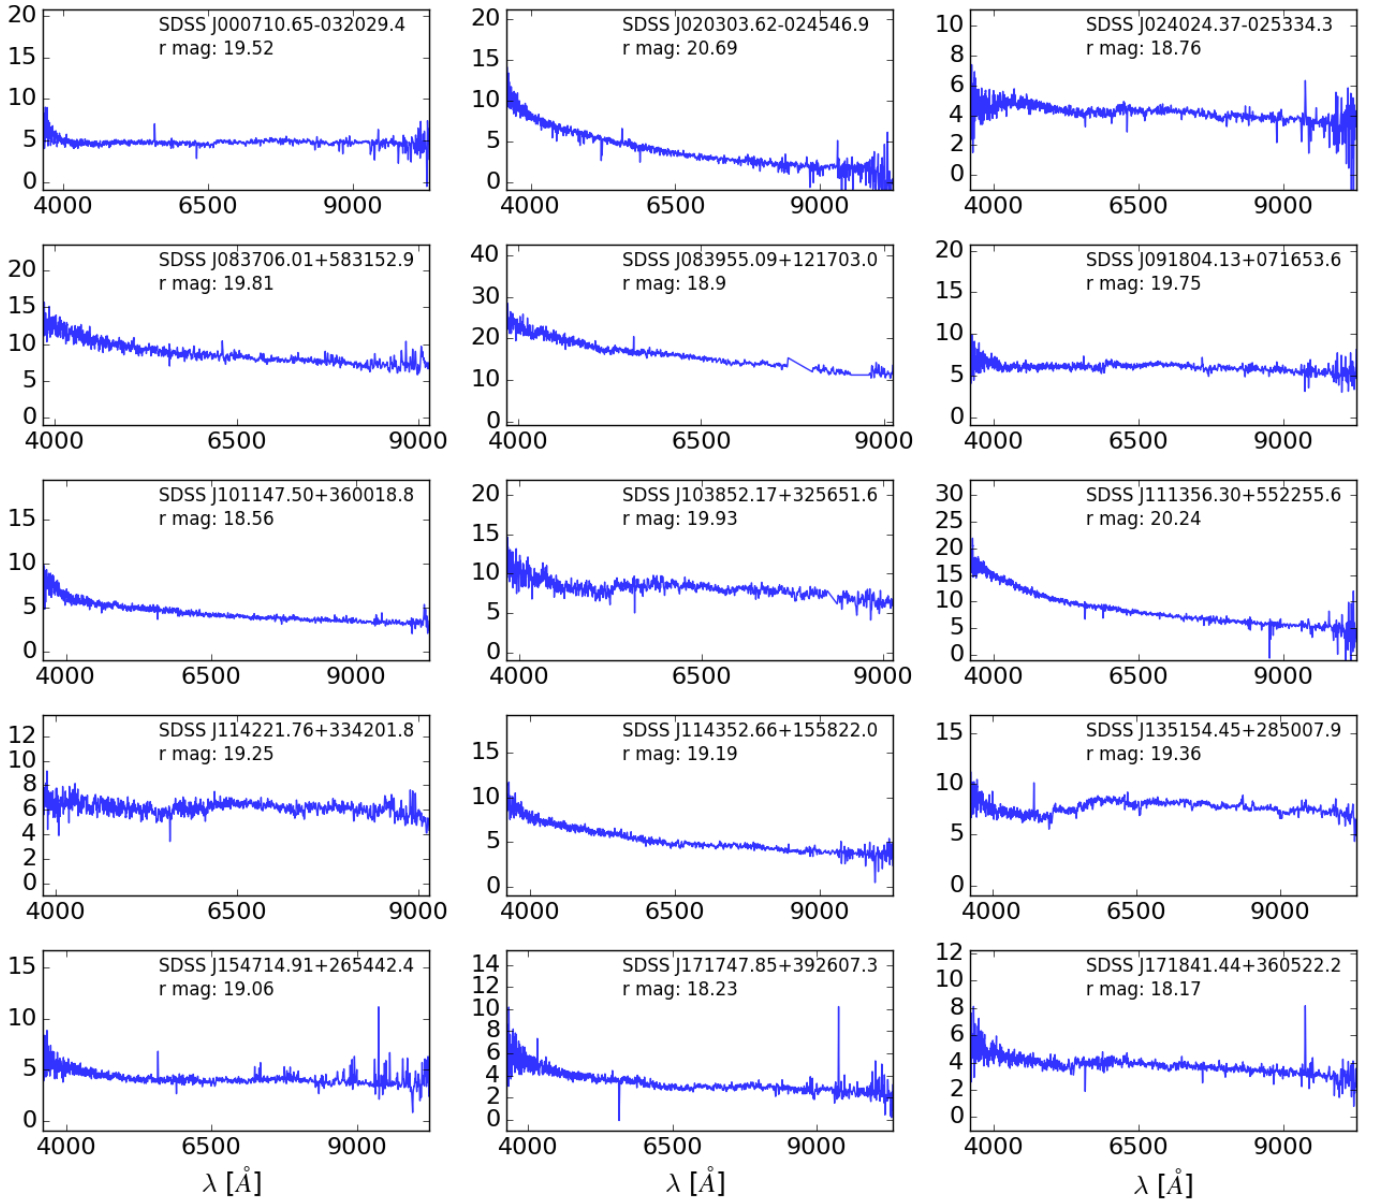 SDSS J000710.65-032029.4
r mag: 19.52
20
15
10
5
0
4000 6500 9000
SDSS J020303.62-024546.9
r mag: 20.69
20
15
10
5
0
4000 6500 9000
SDSS J024024.37-025334.3
r mag: 18.76
10
8
6
4
2
0
4000 6500 9000
SDSS J083706.01+583152.9
r mag: 19.81
20
15
10
5
0
4000 6500 9000
SDSS J083955.09+121703.0
r mag: 18.9
40
30
20
10
0
4000 6500 9000
SDSS J091804.13+071653.6
r mag: 19.75
20
15
10
5
0
4000 6500 9000
SDSS J101147.50+360018.8
r mag: 18.56
15
10
5
0
4000 6500 9000
SDSS J103852.17+325651.6
r mag: 19.93
20
15
10
5
0
4000 6500 9000
SDSS J111356.30+552255.6
r mag: 20.24
30
25
20
15
10
5
0
4000 6500 9000
SDSS J114221.76+334201.8
r mag: 19.25
12
10
8
6
4
2
0
4000 6500 9000
SDSS J114352.66+155822.0
r mag: 19.19
15
10
5
0
4000 6500 9000
SDSS J135154.45+285007.9
r mag: 19.36
15
10
5
0
4000 6500 9000
SDSS J154714.91+265442.4
r mag: 19.06
15
10
5
0
4000 6500 9000
λ [Å]
SDSS J171747.85+392607.3
r mag: 18.23
14
12
10
8
6
4
2
0
4000 6500 9000
λ [Å]
SDSS J171841.44+360522.2
r mag: 18.17
12
10
8
6
4
2
0
4000 6500 9000
λ [Å]